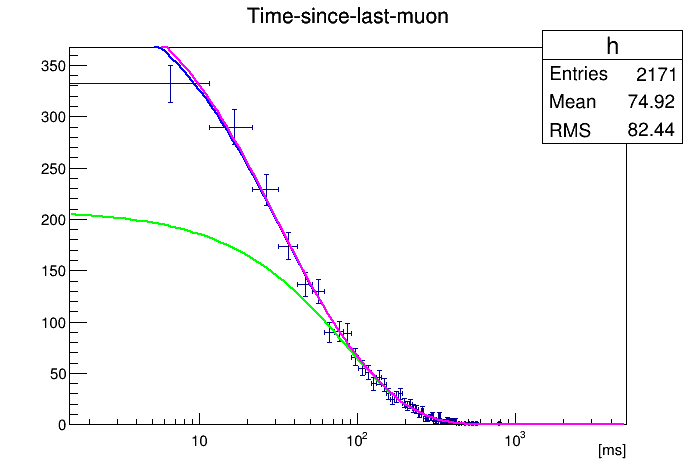 Time-since-last-muon
h
Entries 2171
Mean 74.92
RMS 82.44
350
300
250
200
150
100
50
0
10 10² 10³
[ms]